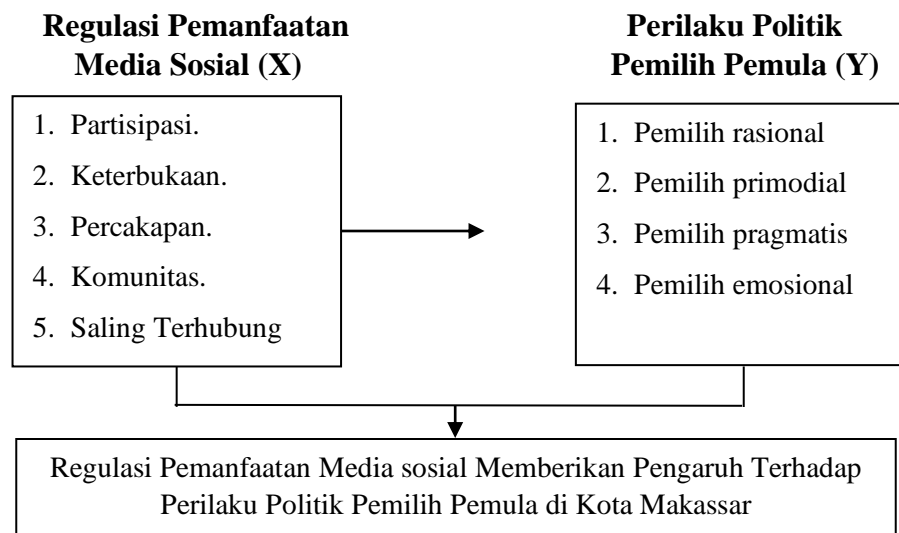 Regulasi Pemanfaatan
Media Sosial (X)
1. Partisipasi.
2. Keterbukaan.
3. Percakapan.
4. Komunitas.
5. Saling Terhubung
Perilaku Politik
Pemilih Pemula (Y)
1. Pemilih rasional
2. Pemilih primodial
3. Pemilih pragmatis
4. Pemilih emosional
Regulasi Pemanfaatan Media sosial Memberikan Pengaruh Terhadap
Perilaku Politik Pemilih Pemula di Kota Makassar